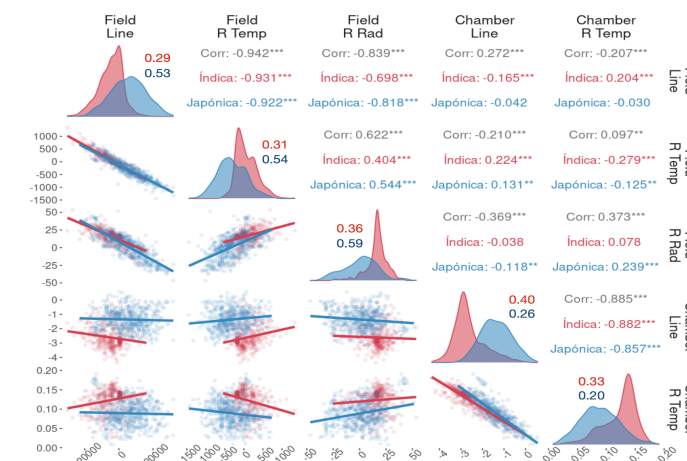 Field Line
Field R Temp
Field R Rad
Chamber Line
Chamber R Temp
0.29
0.53
Corr: -0.942***
Índica: -0.931***
Japónica: -0.922***
Corr: -0.839***
Índica: -0.698***
Japónica: -0.818***
Corr: 0.272***
Índica: -0.165***
Japónica: -0.042
Corr: -0.207***
Índica: 0.204***
Japónica: -0.030
Line
1000
500
0
-500
-1000
-1500
0.31
0.54
Corr: 0.622***
Índica: 0.404***
Japónica: 0.544***
Corr: -0.210***
Índica: 0.224***
Japónica: 0.131**
Corr: 0.097**
Índica: -0.279***
Japónica: -0.125**
R Temp
50
25
0
-25
-50
0.36
0.59
Corr: -0.369***
Índica: -0.038
Japónica: -0.118**
Corr: 0.373***
Índica: 0.078
Japónica: 0.239***
R Rad
0
-1
-2
-3
-4
0.40
0.26
Corr: -0.885***
Índica: -0.882***
Japónica: -0.857***
Line
0.20
0.15
0.10
0.05
0.00
0.33
0.20
R Temp
0
0
500
1000
-50
-25
0
25
50
-4
-3
-2
-1
0
0.00
0.05
0.10
0.15
0.20